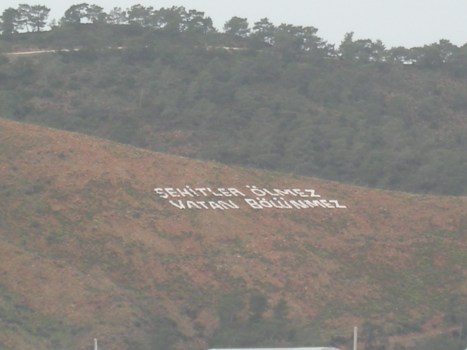 ŞEHİTLER ÖLMEZ
VATAN BÖLÜNMEZ